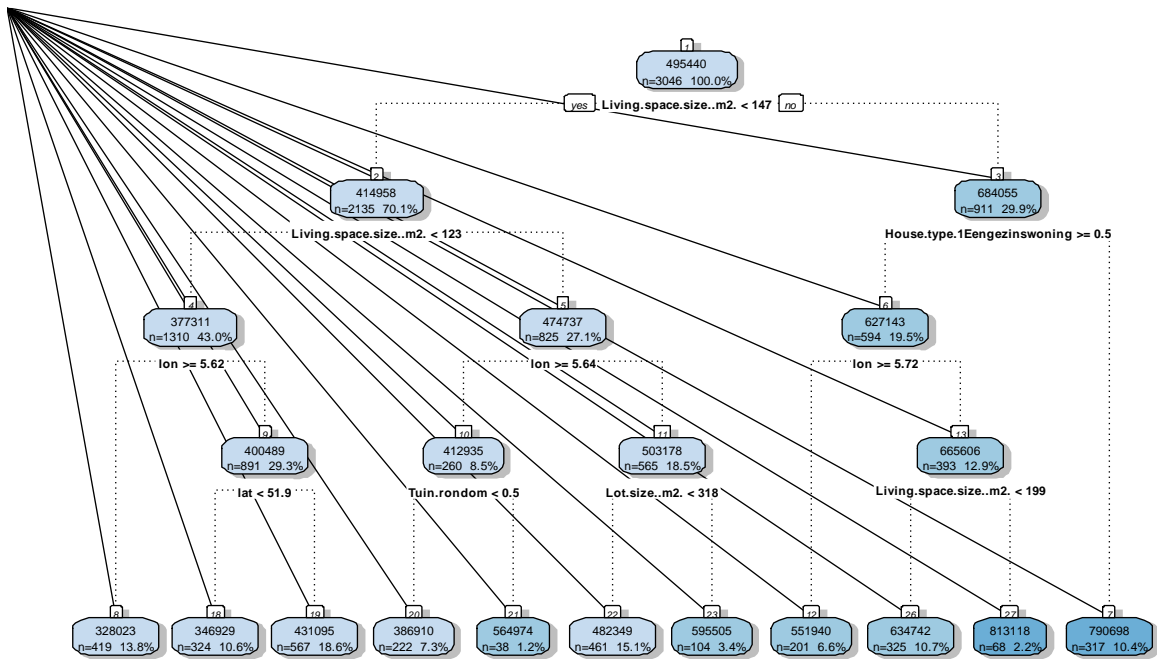 1
495440
n=3046 100.0%
yes Living.space.size..m2. < 147 no
2
3
414958
n=2135 70.1%
684055
n=911 29.9%
Living.space.size..m2. < 123
House.type.1Eengezinswoning >= 0.5
4
5
6
377311
n=1310 43.0%
474737
n=825 27.1%
627143
n=594 19.5%
lon >= 5.62
lon >= 5.64
lon >= 5.72
9
10
11
13
400489
n=891 29.3%
412935
n=260 8.5%
503178
n=565 18.5%
665606
n=393 12.9%
lat < 51.9
Tuin.rondom < 0.5
Lot.size..m2. < 318
Living.space.size..m2. < 199
8
18
19
20
21
22
23
12
26
27
7
328023
n=419 13.8%
346929
n=324 10.6%
431095
n=567 18.6%
386910
n=222 7.3%
564974
n=38 1.2%
482349
n=461 15.1%
595505
n=104 3.4%
551940
n=201 6.6%
634742
n=325 10.7%
813118
n=68 2.2%
790698
n=317 10.4%